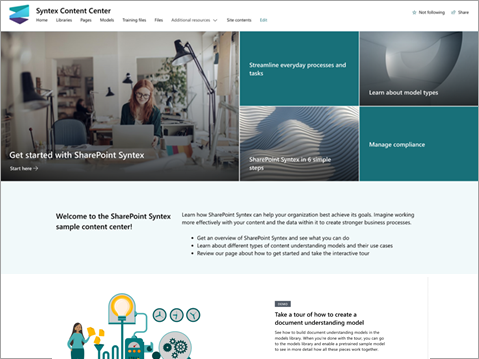 Syntex Content Center
Home Libraries Pages Models Training files Files Additional resources Site contents Edit
Not following Share
Get started with SharePoint Syntex
Start here →
Streamline everyday processes and
tasks
Learn about model types
SharePoint Syntex in 6 simple
steps
Manage compliance
Welcome to the SharePoint Syntex
sample content center!
Learn how SharePoint Syntex can help your organization best achieve its goals. Imagine working
more effectively with your content and the data within it to create stronger business processes.
• Get an overview of SharePoint Syntex and see what you can do
• Learn about different types of content understanding models and their use cases
• Review our page about how to get started and take the interactive tour
Take a tour of how to create a
document understanding model
See how to build document understanding models in the
models library. When you're done with the tour, you can go
to the models library and enable a pretrained sample model
to see in more detail how all these pieces work together.